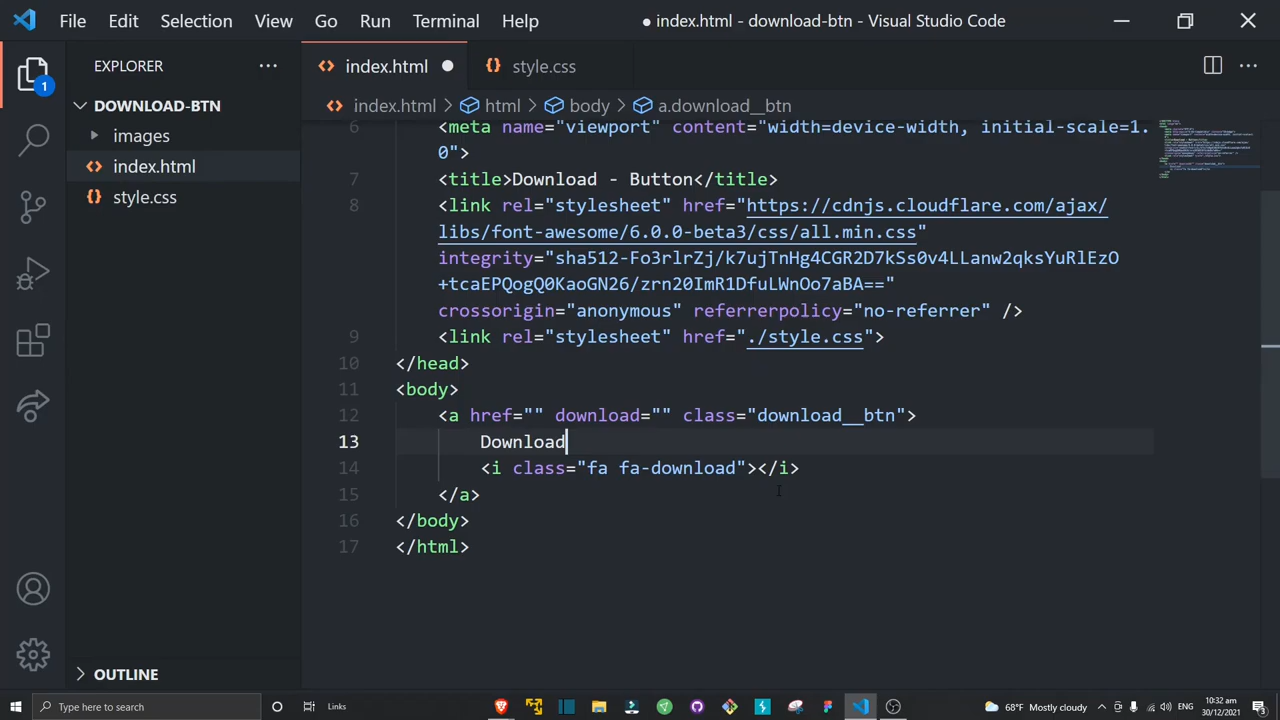 File Edit Selection View Go Run Terminal Help ● index.html - download-btn - Visual Studio Code
EXPLORER ···
1
DOWNLOAD-BTN
images
index.html
style.css
OUTLINE
index.html ●
style.css
index.html > html > body > a.download__btn
6 <meta name="viewport" content="width=device-width, initial-scale=1.
0">
7 <title>Download - Button</title>
8 <link rel="stylesheet" href="https://cdnjs.cloudflare.com/ajax/
libs/font-awesome/6.0.0-beta3/css/all.min.css"
integrity="sha512-Fo3rlrZj/k7ujTnHg4CGR2D7kSs0v4LLanw2qksYuRlEzO
+tcaEPQogQ0KaoGN26/zrn20ImR1DfuLWnOo7aBA=="
crossorigin="anonymous" referrerpolicy="no-referrer" />
9 <link rel="stylesheet" href="./style.css">
10 </head>
11 <body>
12 <a href="" download="" class="download__btn">
13 Download
14 <i class="fa fa-download"></i>
15 </a>
16 </body>
17 </html>
Type here to search
Links
68°F Mostly cloudy
10:32 am
30/12/2021